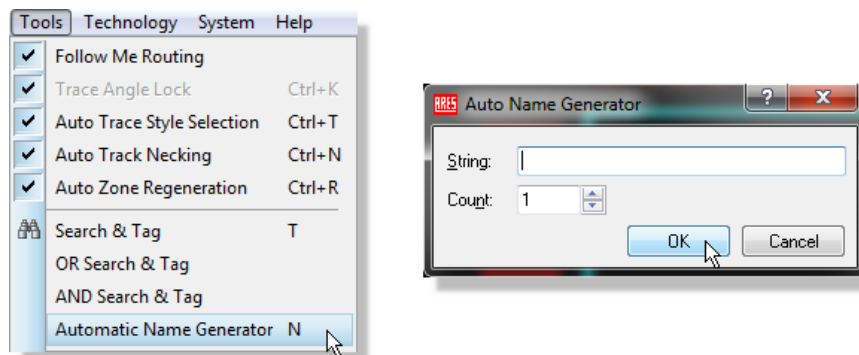 Tools Technology System Help
Follow Me Routing
Trace Angle Lock Ctrl+K
Auto Trace Style Selection Ctrl+T
Auto Track Necking Ctrl+N
Auto Zone Regeneration Ctrl+R
Search & Tag T
OR Search & Tag
AND Search & Tag
Automatic Name Generator N
ARES Auto Name Generator ? X
String:
Count: 1
OK Cancel